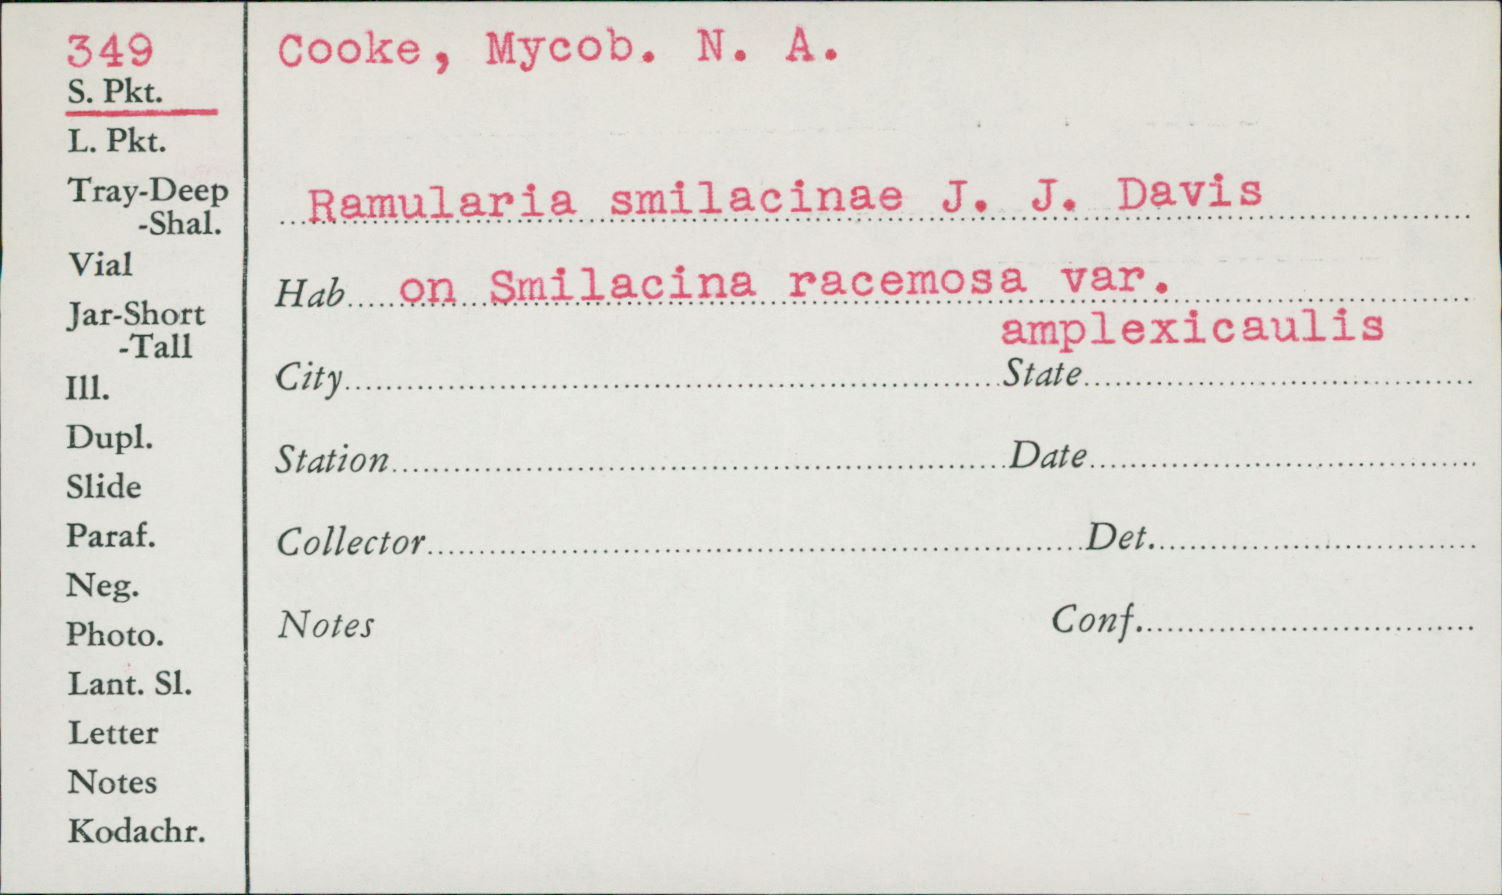 349
S. Pkt.
L. Pkt.
Tray-Deep
-Shal.
Vial
Jar-Short
-Tall
Ill.
Dupl.
Slide
Paraf.
Neg.
Photo.
Lant. Sl.
Letter
Notes
Kodachr.
Cooke, Mycob. N. A.
Ramularia smilacinae J. J. Davis
Hab. on Smilacina racemosa var.
amplexicaulis
City State
Station Date
Collector Det.
Notes Conf.